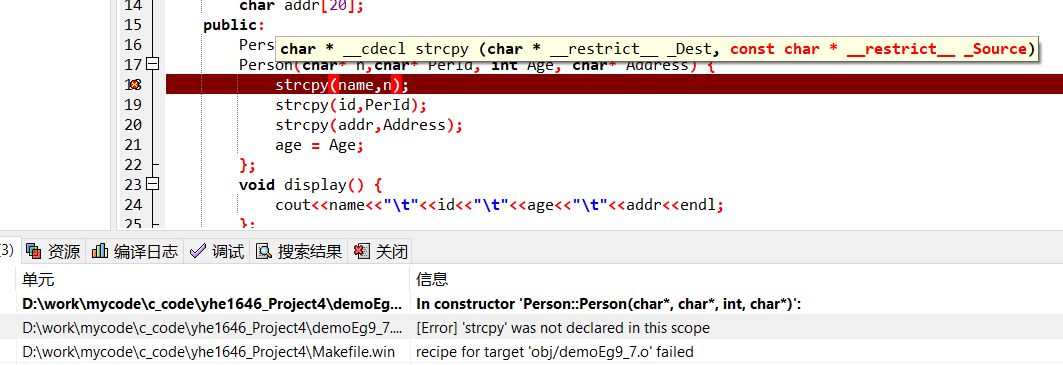 14 char addr[20];
15 public:
16 Pers
char * __cdecl strcpy (char * __restrict__ _Dest, const char * __restrict__ _Source)
17 Person(char* n,char* PerId, int Age, char* Address) {
18 strcpy(name,n);
19 strcpy(id,PerId);
20 strcpy(addr,Address);
21 age = Age;
22 };
23 void display() {
24 cout<<name<<"\t"<<id<<"\t"<<age<<"\t"<<addr<<endl;
25 };
(3) 资源 编译日志 调试 搜索结果 关闭
单元 信息
D:\work\mycode\c_code\yhe1646_Project4\demoEg... In constructor 'Person::Person(char*, char*, int, char*)':
D:\work\mycode\c_code\yhe1646_Project4\demoEg9_7.... [Error] 'strcpy' was not declared in this scope
D:\work\mycode\c_code\yhe1646_Project4\Makefile.win recipe for target 'obj/demoEg9_7.o' failed